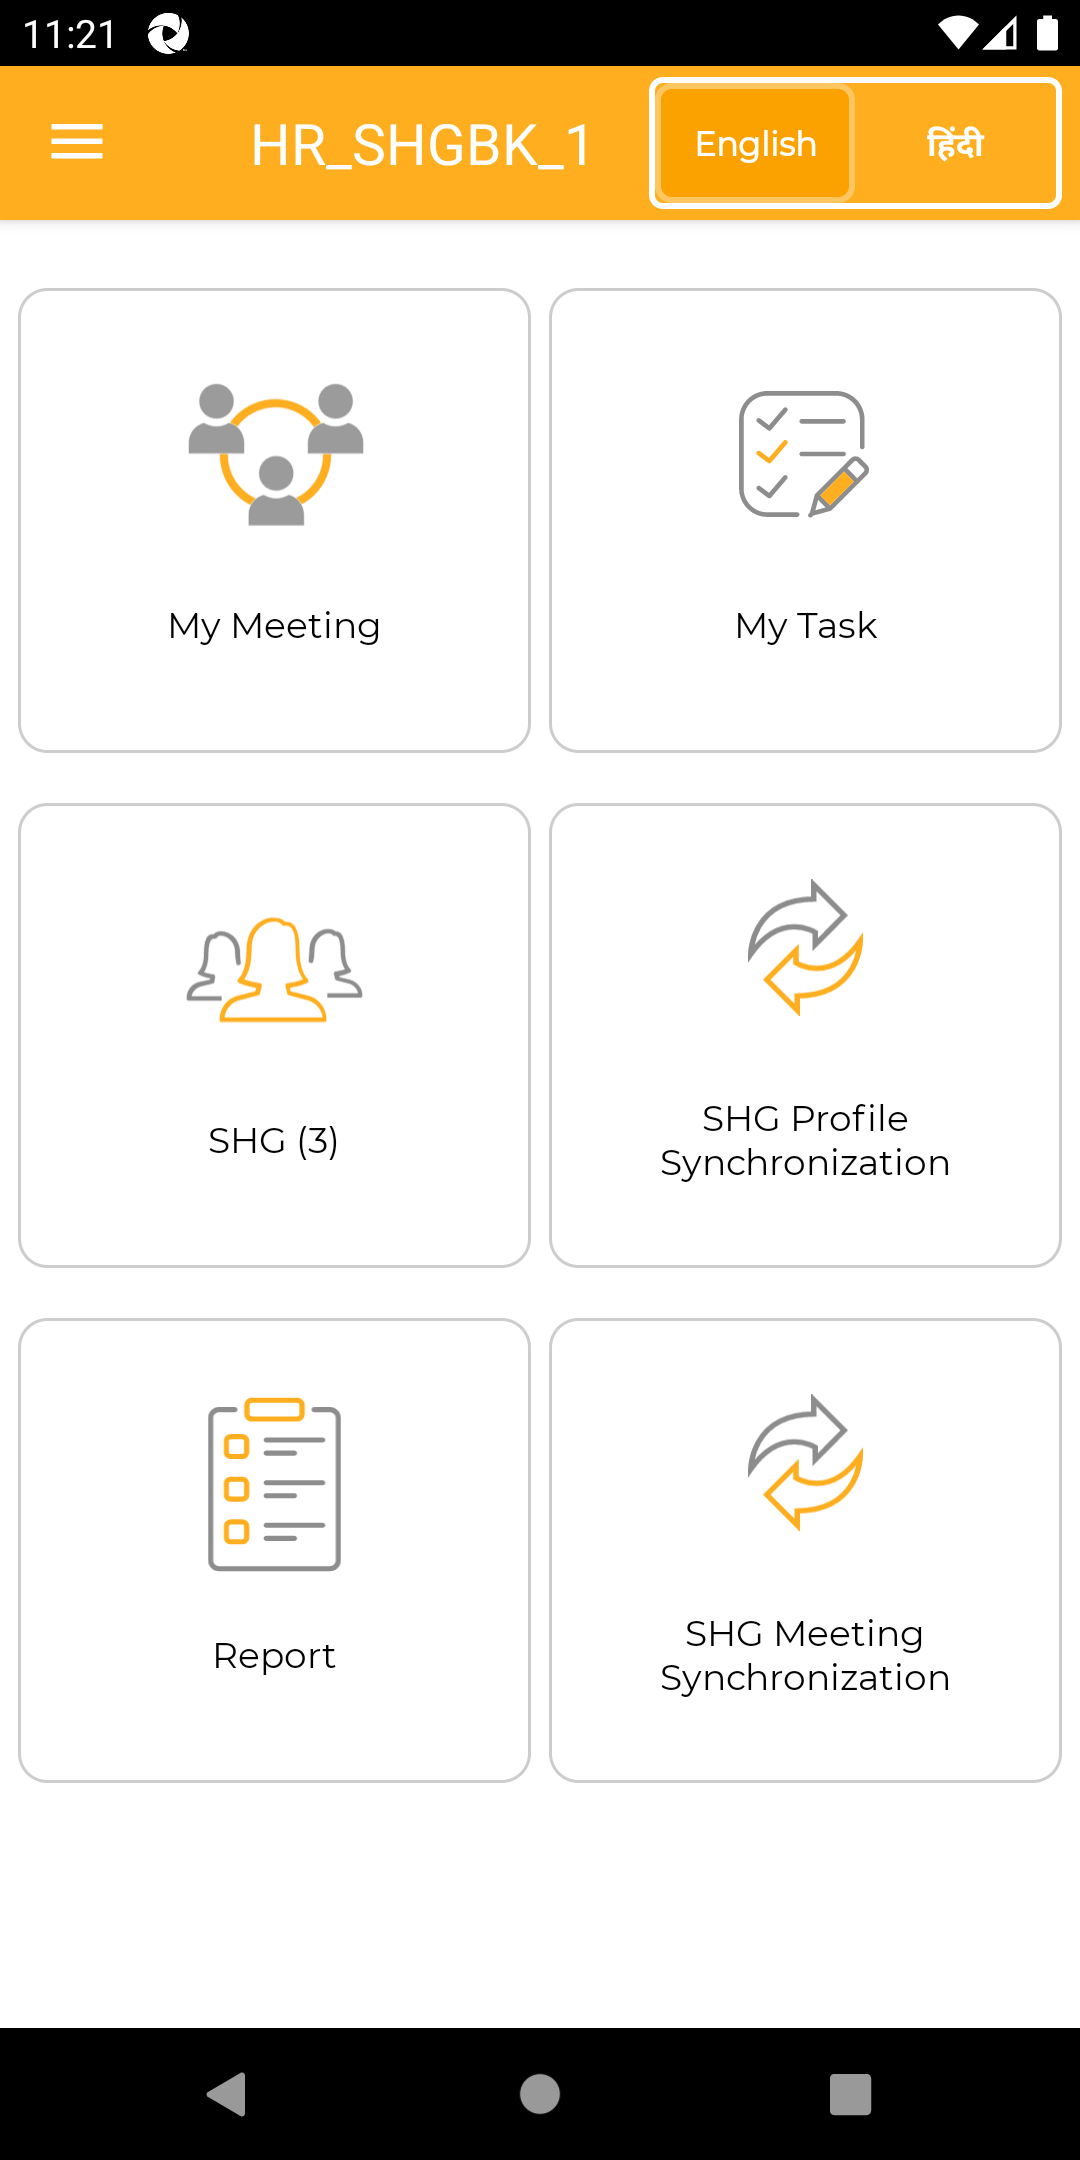 11:21
HR_SHGBK_1
English
हिंदी
My Meeting
My Task
SHG (3)
SHG Profile
Synchronization
Report
SHG Meeting
Synchronization